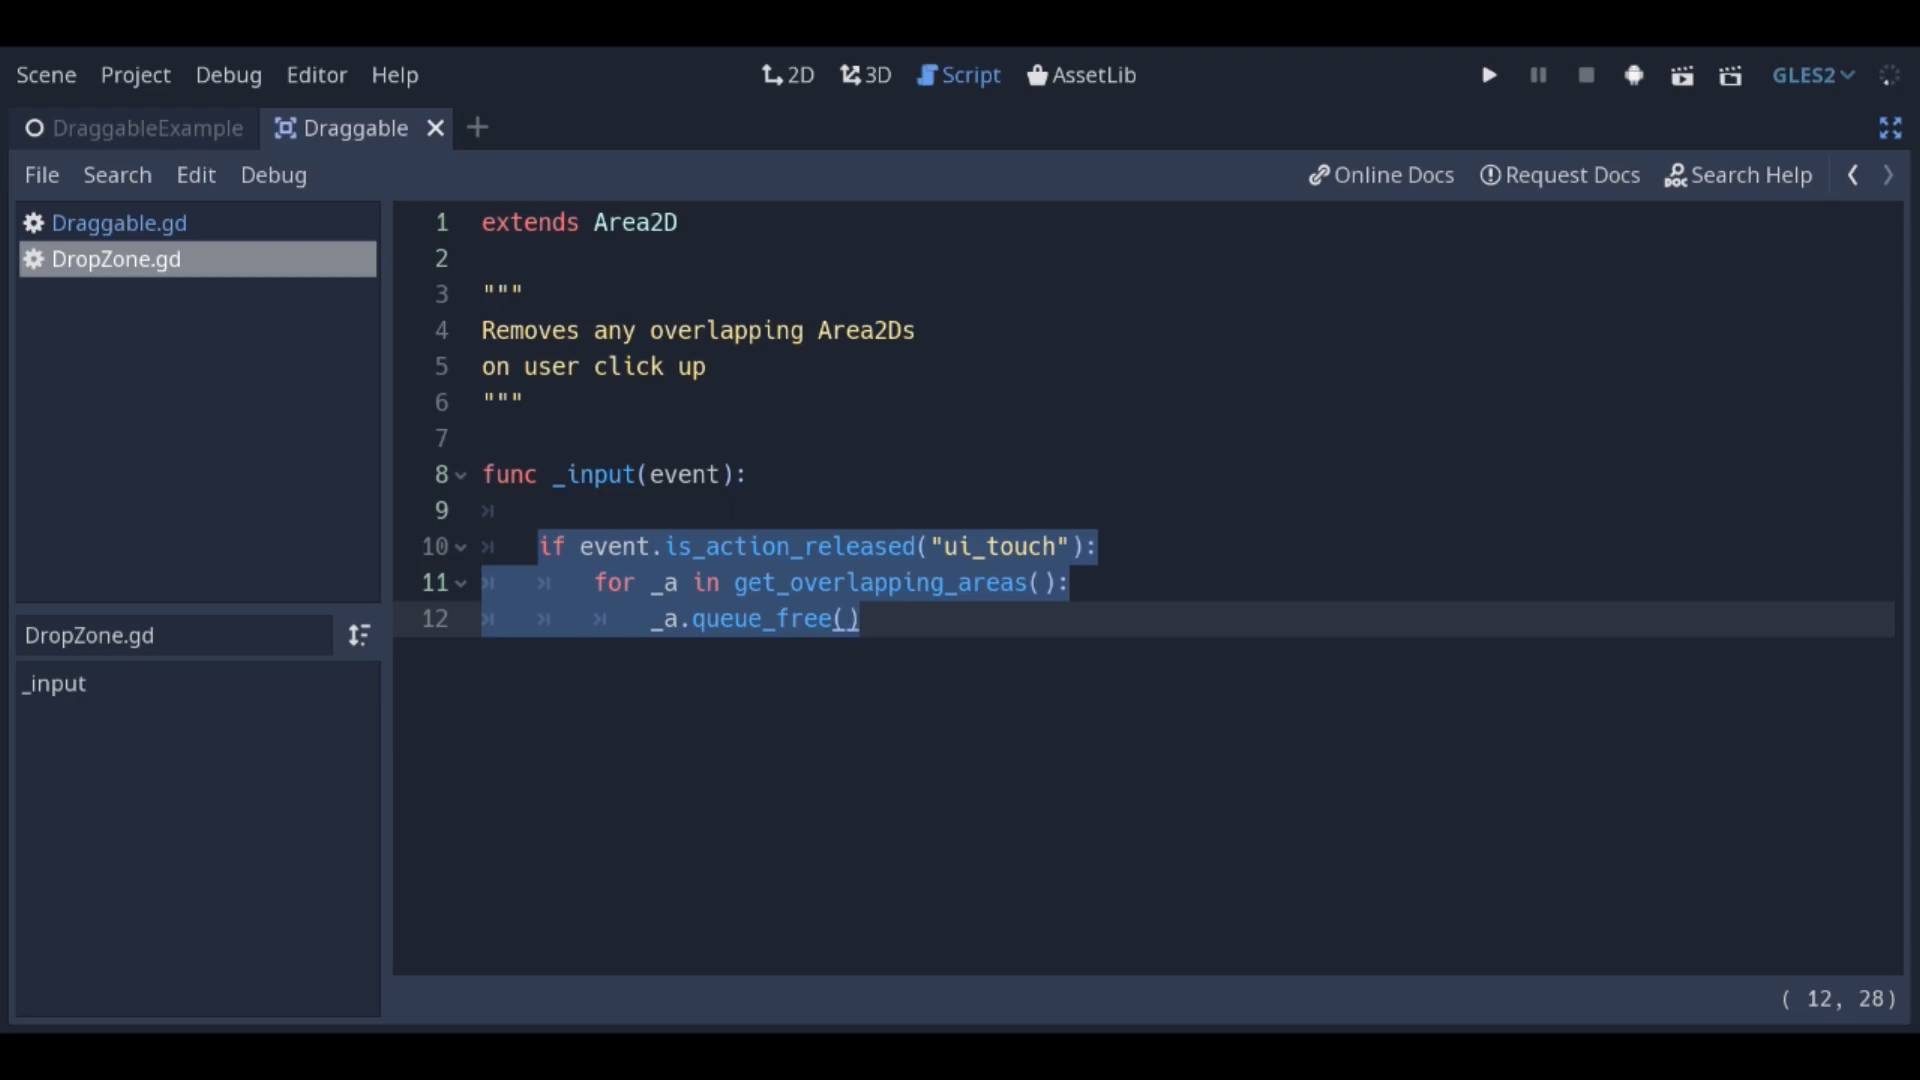 Scene Project Debug Editor Help 2D 3D Script AssetLib GLES2
DraggableExample Draggable
File Search Edit Debug Online Docs Request Docs Search Help
Draggable.gd
DropZone.gd
DropZone.gd
_input
1 extends Area2D
2
3 """
4 Removes any overlapping Area2Ds
5 on user click up
6 """
7
8 func _input(event):
9
10 if event.is_action_released("ui_touch"):
11 for _a in get_overlapping_areas():
12 _a.queue_free()
( 12, 28)